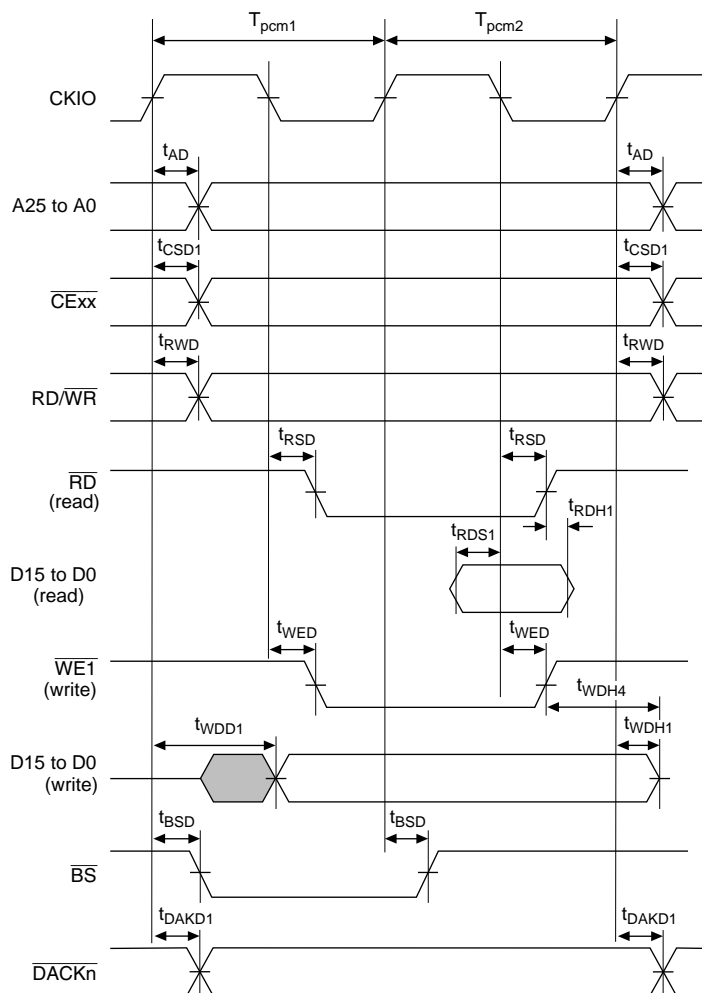 Tpcm1 Tpcm2
CKIO
tAD tAD
A25 to A0
tCSD1 tCSD1
CExx
tRWD tRWD
RD/WR
tRSD tRSD
RD
(read)
tRDH1
tRDS1
D15 to D0
(read)
tWED tWED
WE1
(write)
tWDH4
tWDD1 tWDH1
D15 to D0
(write)
tBSD tBSD
BS
tDAKD1 tDAKD1
DACKn